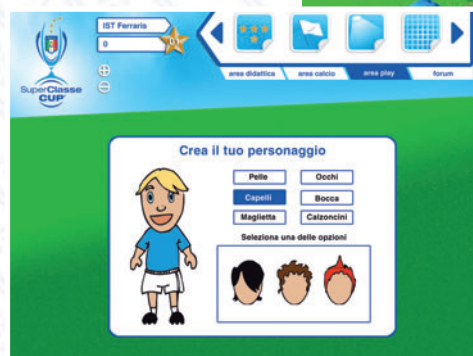 IST Ferraris
0
SuperClasse
CUP
area didattica
area calcio
area play
forum
Crea il tuo personaggio
Pelle
Occhi
Capelli
Bocca
Maglietta
Calzoncini
Seleziona una delle opzioni